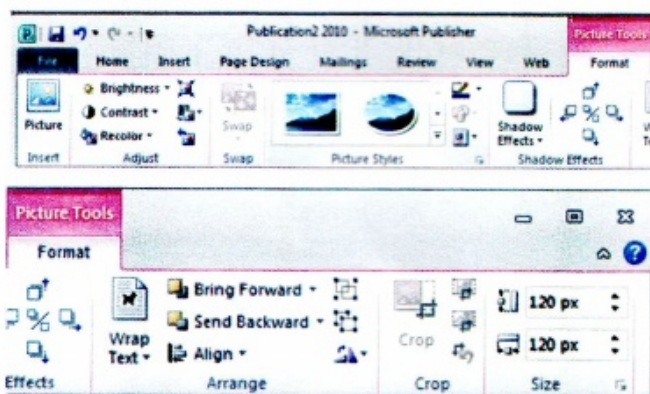 Publication2 2010 - Microsoft Publisher
Picture Tools
File Home Insert Page Design Mailings Review View Web Format
Brightness
Contrast
Recolor
Picture
Swap
Shadow
Effects
Insert Adjust Swap Picture Styles Shadow Effects
Picture Tools
Format
Bring Forward
Send Backward
Align
Wrap
Text
Crop
120 px
120 px
Effects Arrange Crop Size